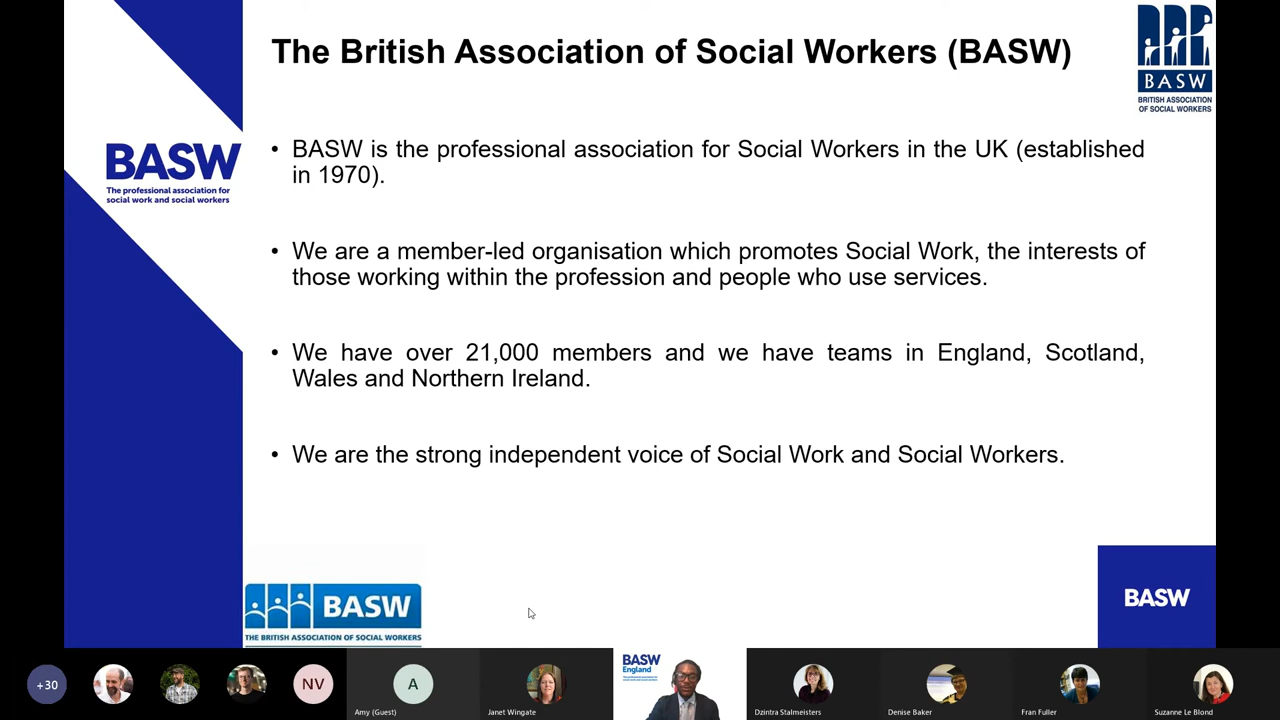 The British Association of Social Workers (BASW)
BASW
BRITISH ASSOCIATION
OF SOCIAL WORKERS
BASW
The professional association for
social work and social workers
• BASW is the professional association for Social Workers in the UK (established
in 1970).
• We are a member-led organisation which promotes Social Work, the interests of
those working within the profession and people who use services.
• We have over 21,000 members and we have teams in England, Scotland,
Wales and Northern Ireland.
• We are the strong independent voice of Social Work and Social Workers.
BASW
THE BRITISH ASSOCIATION OF SOCIAL WORKERS
BASW
+30
NV
A
Amy (Guest)
Janet Wingate
BASW
England
Dzintra Stalmeisters
Denise Baker
Fran Fuller
Suzanne Le Blond